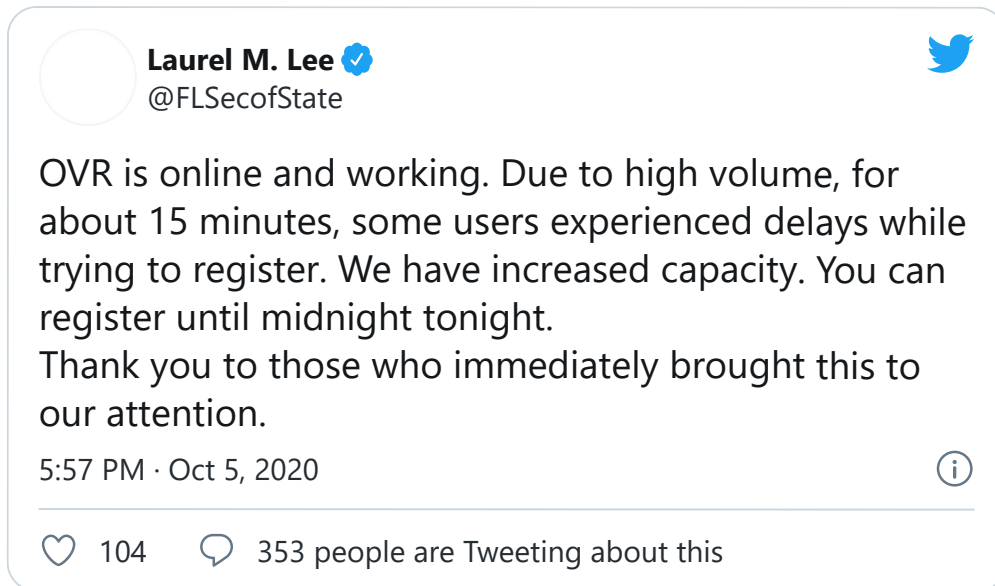 Laurel M. Lee
@FLSecofState
OVR is online and working. Due to high volume, for
about 15 minutes, some users experienced delays while
trying to register. We have increased capacity. You can
register until midnight tonight.
Thank you to those who immediately brought this to
our attention.
5:57 PM · Oct 5, 2020
104 353 people are Tweeting about this